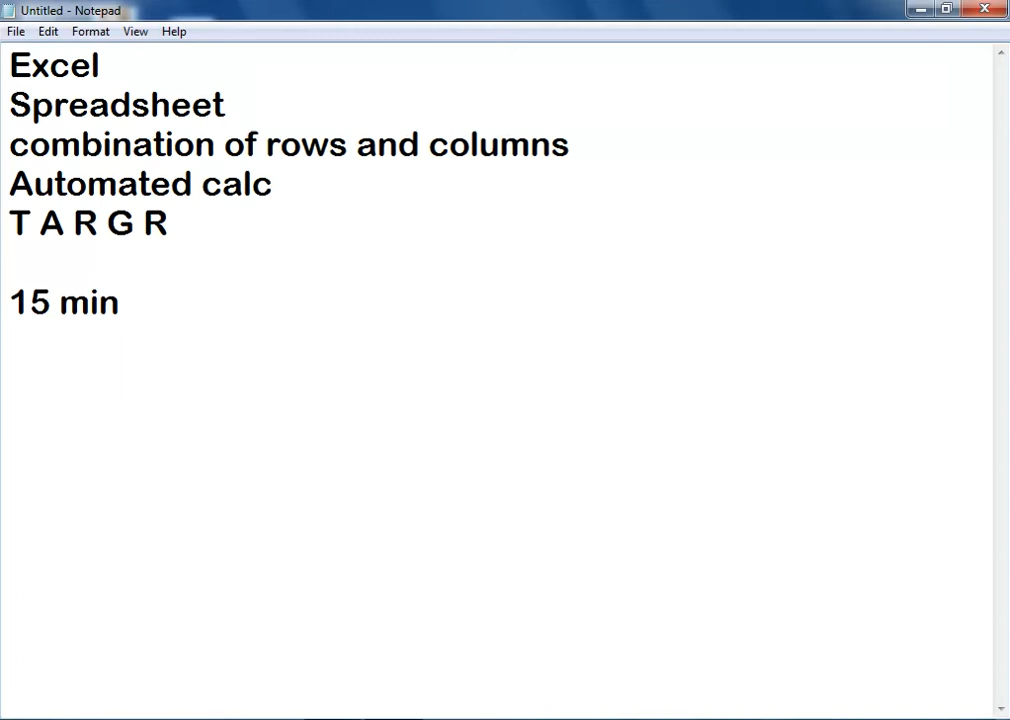 Untitled - Notepad
File Edit Format View Help
Excel
Spreadsheet
combination of rows and columns
Automated calc
T A R G R
15 min